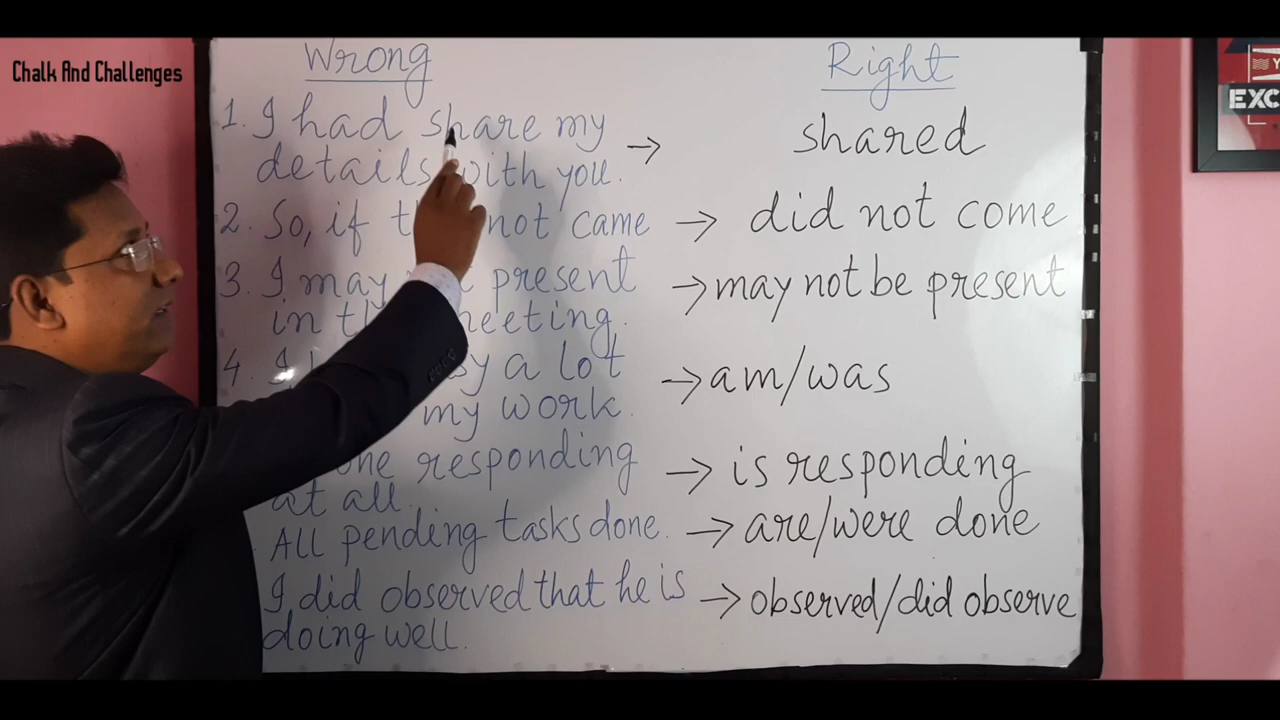 Chalk And Challenges
Wrong Right
1. I had share my → shared
details with you.
2. So, if not came → did not come
3. I may present → may not be present
in meeting.
4. I a lot → am/was
my work.
responding → is responding
at all.
All pending tasks done. → are/were done
I did observed that he is → observed/did observe
doing well.
EXC